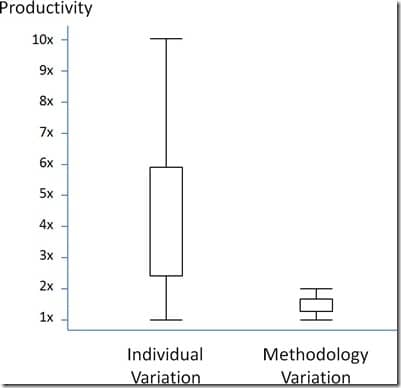 Productivity
10x
9x
8x
7x
6x
5x
4x
3x
2x
1x
Individual
Variation
Methodology
Variation